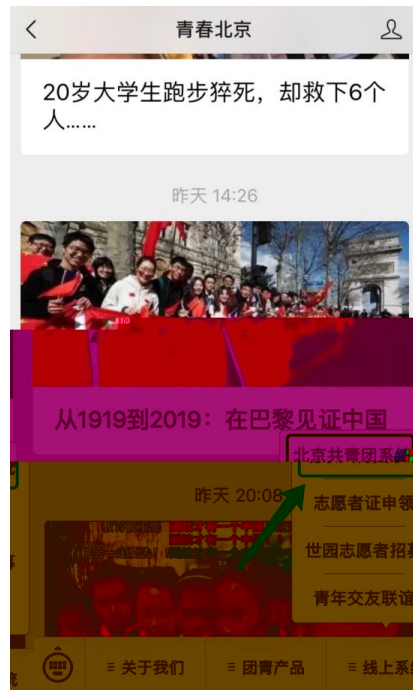 青春北京
20岁大学生跑步猝死，却救下6个
人……
昨天 14:26
从1919到2019：在巴黎见证中国
北京共青团系统
昨天 20:08
志愿者证申领
世园志愿者招募
青年交友联谊
≡ 关于我们
≡ 团青产品
≡ 线上系